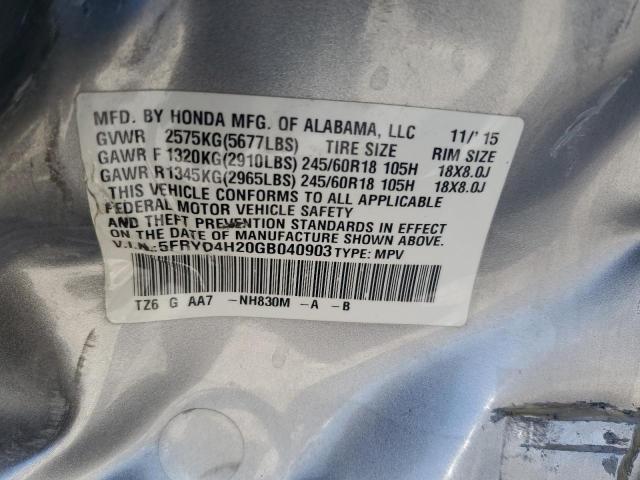 MFD. BY HONDA MFG. OF ALABAMA, LLC 11/'15
GVWR 2575KG(5677LBS) TIRE SIZE RIM SIZE
GAWR F 1320KG(2910LBS) 245/60R18 105H 18X8.0J
GAWR R1345KG(2965LBS) 245/60R18 105H 18X8.0J
THIS VEHICLE CONFORMS TO ALL APPLICABLE
FEDERAL MOTOR VEHICLE SAFETY
AND THEFT PREVENTION STANDARDS IN EFFECT
ON THE DATE OF MANUFACTURE SHOWN ABOVE.
V.I.N.:5FRYD4H20GB040903 TYPE: MPV
TZ6 G AA7 -NH830M -A -B